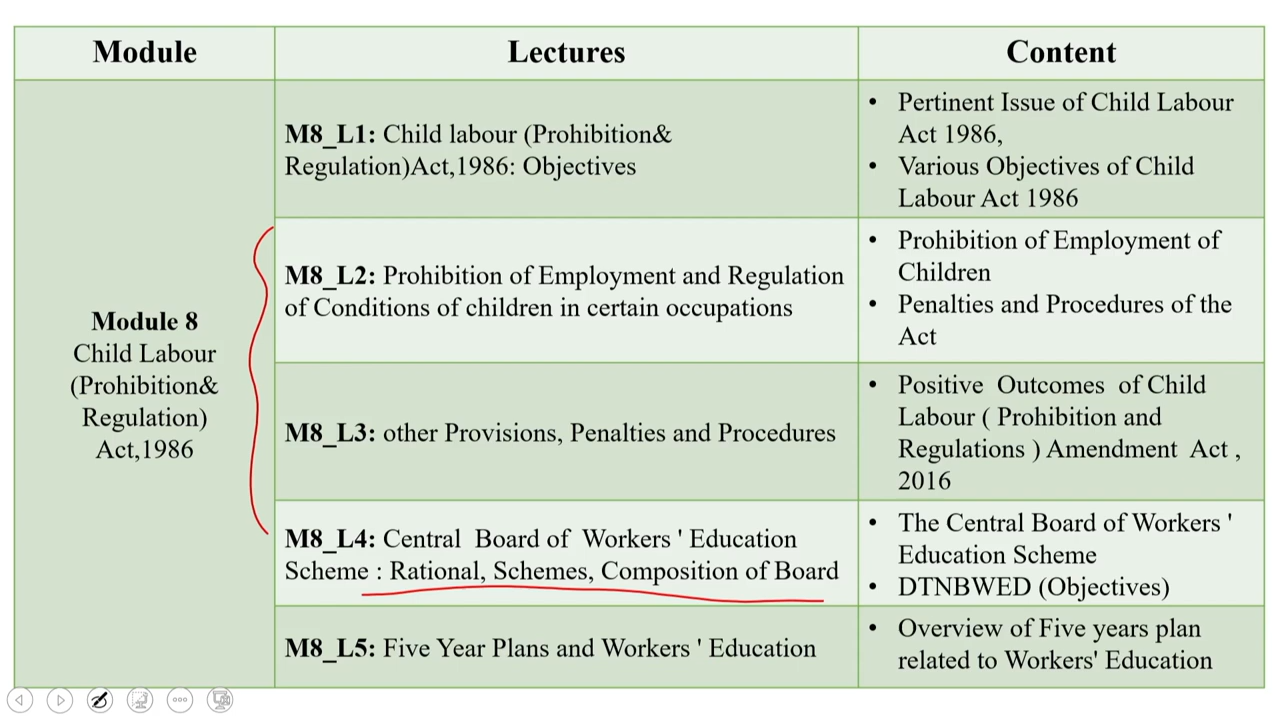 Module
Lectures
Content
Module 8
Child Labour
(Prohibition&
Regulation)
Act,1986
M8_L1: Child labour (Prohibition&
Regulation)Act,1986: Objectives
• Pertinent Issue of Child Labour
Act 1986,
• Various Objectives of Child
Labour Act 1986
M8_L2: Prohibition of Employment and Regulation
of Conditions of children in certain occupations
• Prohibition of Employment of
Children
• Penalties and Procedures of the
Act
M8_L3: other Provisions, Penalties and Procedures
• Positive Outcomes of Child
Labour ( Prohibition and
Regulations ) Amendment Act ,
2016
M8_L4: Central Board of Workers ' Education
Scheme : Rational, Schemes, Composition of Board
• The Central Board of Workers '
Education Scheme
• DTNBWED (Objectives)
M8_L5: Five Year Plans and Workers ' Education
• Overview of Five years plan
related to Workers' Education